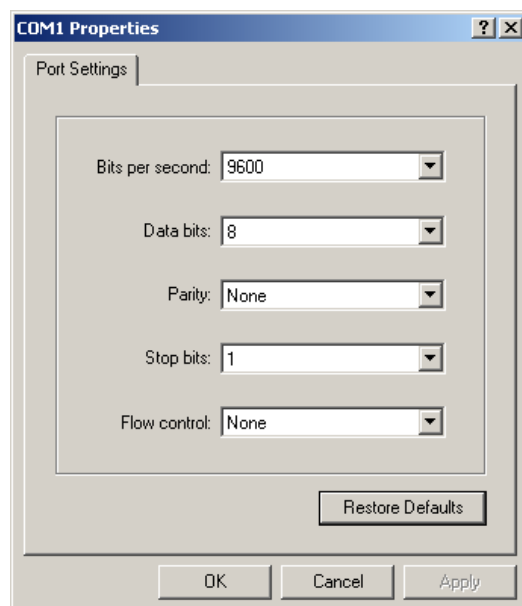 COM1 Properties
Port Settings
Bits per second: 9600
Data bits: 8
Parity: None
Stop bits: 1
Flow control: None
Restore Defaults
OK Cancel Apply